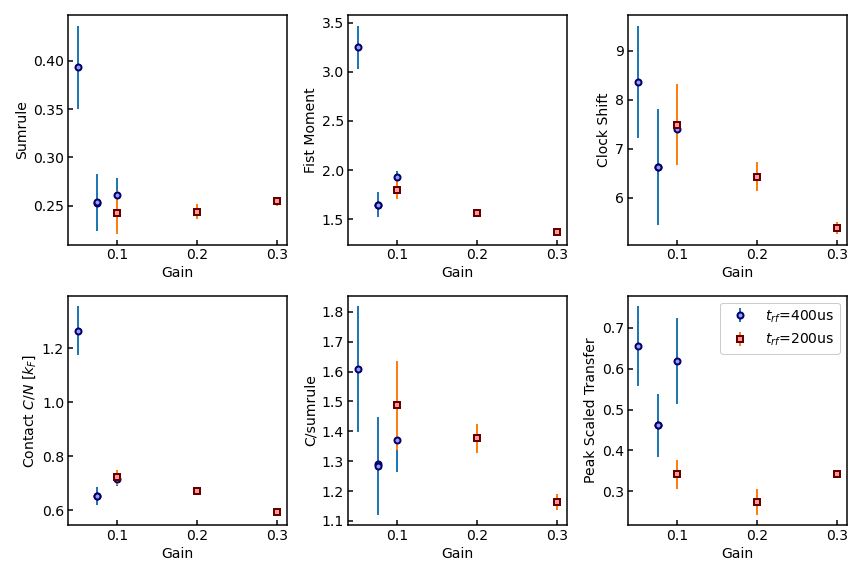 Sumrule
0.40
0.35
0.30
0.25
0.1 0.2 0.3
Gain
Fist Moment
3.5
3.0
2.5
2.0
1.5
0.1 0.2 0.3
Gain
Clock Shift
9
8
7
6
0.1 0.2 0.3
Gain
Contact C/N [k_F]
1.2
1.0
0.8
0.6
0.1 0.2 0.3
Gain
C/sumrule
1.8
1.7
1.6
1.5
1.4
1.3
1.2
1.1
0.1 0.2 0.3
Gain
Peak Scaled Transfer
0.7
0.6
0.5
0.4
0.3
t_rf=400us
t_rf=200us
0.1 0.2 0.3
Gain